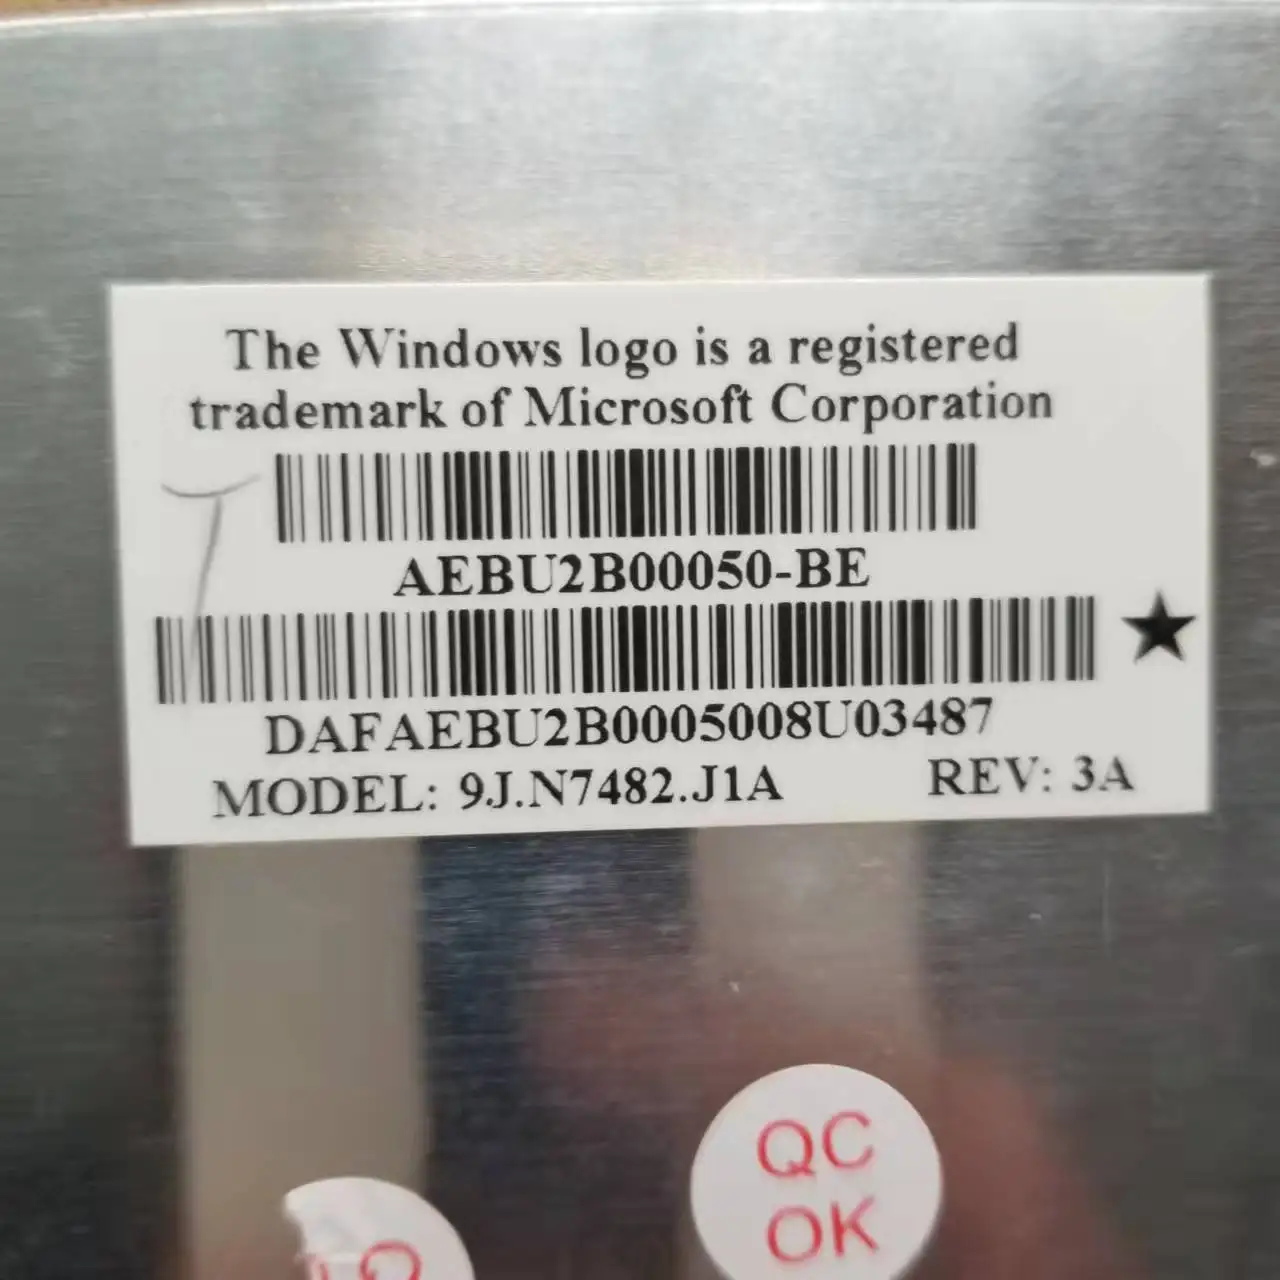 The Windows logo is a registered
trademark of Microsoft Corporation
T
AEBU2B00050-BE
DAFAEBU2B0005008U03487
MODEL: 9J.N7482.J1A REV: 3A
QC
OK